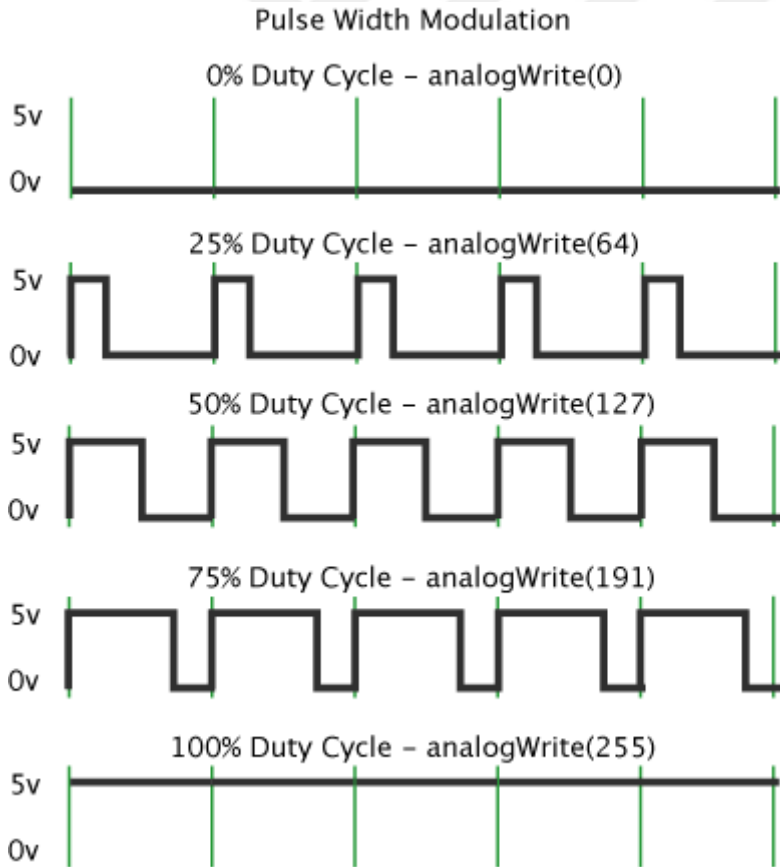 Pulse Width Modulation
0% Duty Cycle – analogWrite(0)
5v
0v
25% Duty Cycle – analogWrite(64)
5v
0v
50% Duty Cycle – analogWrite(127)
5v
0v
75% Duty Cycle – analogWrite(191)
5v
0v
100% Duty Cycle – analogWrite(255)
5v
0v